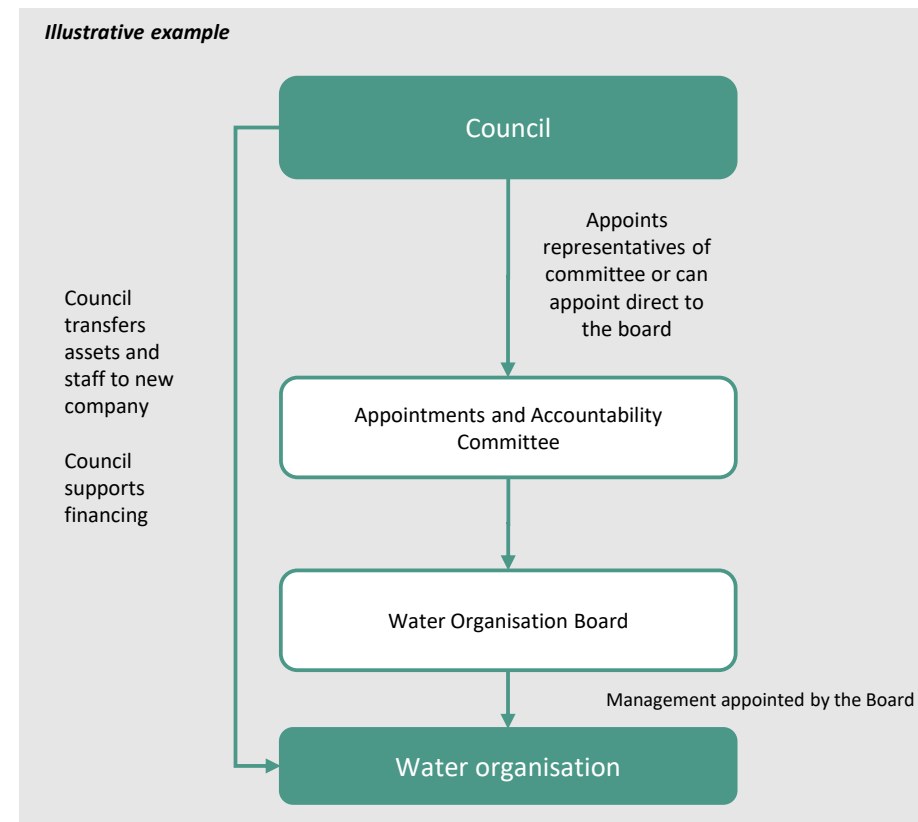 Illustrative example
Council
Appoints
representatives of
committee or can
appoint direct to
the board
Council
transfers
assets and
staff to new
company
Council
supports
financing
Appointments and Accountability
Committee
Water Organisation Board
Management appointed by the Board
Water organisation